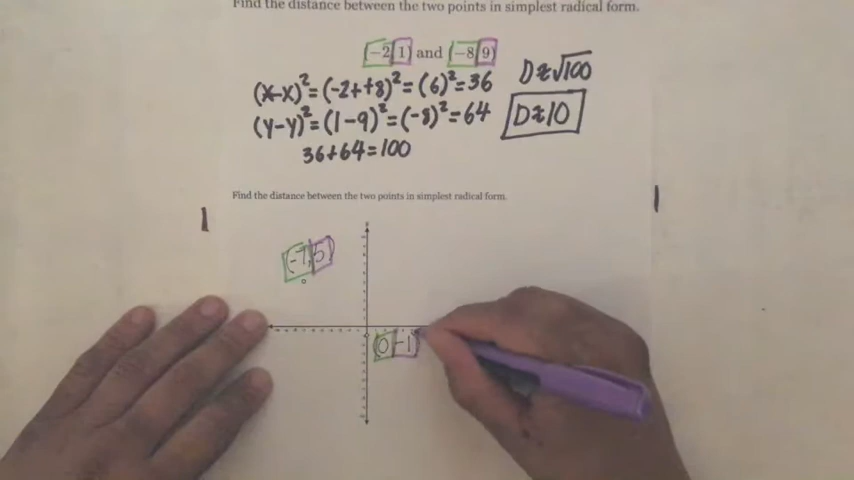 Find the distance between the two points in simplest radical form.
(-2, 1) and (-8, 9)
(x-x)²=(-2++8)²=(6)²=36 D≈√100
(y-y)²=(1-9)²=(-8)²=64 D≈10
36+64=100
Find the distance between the two points in simplest radical form.
(-7,5)
(0,-1)